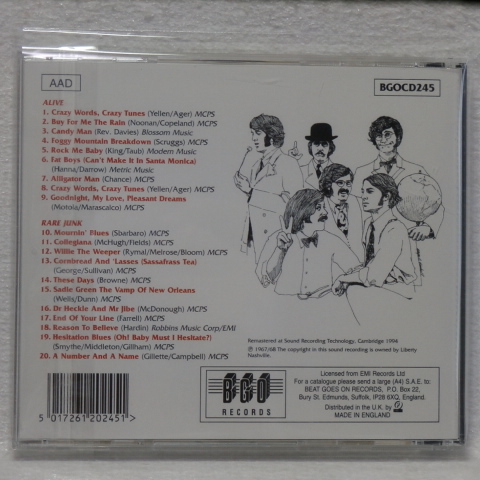 AAD
BGOCD245
ALIVE
1. Crazy Words, Crazy Tunes (Yellen/Ager) MCPS
2. Buy For Me The Rain (Noonan/Copeland) MCPS
3. Candy Man (Rev. Davies) Blossom Music
4. Foggy Mountain Breakdown (Scruggs) MCPS
5. Rock Me Baby (King/Taub) Modern Music
6. Fat Boys (Can't Make It In Santa Monica)
(Hanna/Darrow) Metric Music
7. Alligator Man (Chance) MCPS
8. Crazy Words, Crazy Tunes (Yellen/Ager) MCPS
9. Goodnight, My Love, Pleasant Dreams
(Motola/Marascalco) MCPS
RARE JUNK
10. Mournin' Blues (Sbarbaro) MCPS
11. Collegiana (McHugh/Fields) MCPS
12. Willie The Weeper (Rymal/Melrose/Bloom) MCPS
13. Cornbread And 'Lasses (Sassafrass Tea)
(George/Sullivan) MCPS
14. These Days (Browne) MCPS
15. Sadie Green The Vamp Of New Orleans
(Wells/Dunn) MCPS
16. Dr Heckle And Mr Jibe (McDonough) MCPS
17. End Of Your Line (Farrell) MCPS
18. Reason To Believe (Hardin) Robbins Music Corp/EMI
19. Hesitation Blues (Oh! Baby Must I Hesitate?)
(Smythe/Middleton/Gillham) MCPS
20. A Number And A Name (Gillette/Campbell) MCPS
Remastered at Sound Recording Technology, Cambridge 1994
℗ 1967/68 The copyright in this sound recording is owned by Liberty
Nashville.
5 017261 202451>
BGO
RECORDS
Licensed from EMI Records Ltd
For a catalogue please send a large (A4) S.A.E. to:
BEAT GOES ON RECORDS, P.O. Box 22,
Bury St. Edmunds, Suffolk, IP28 6XQ, England.
Distributed in the U.K. by
MADE IN ENGLAND